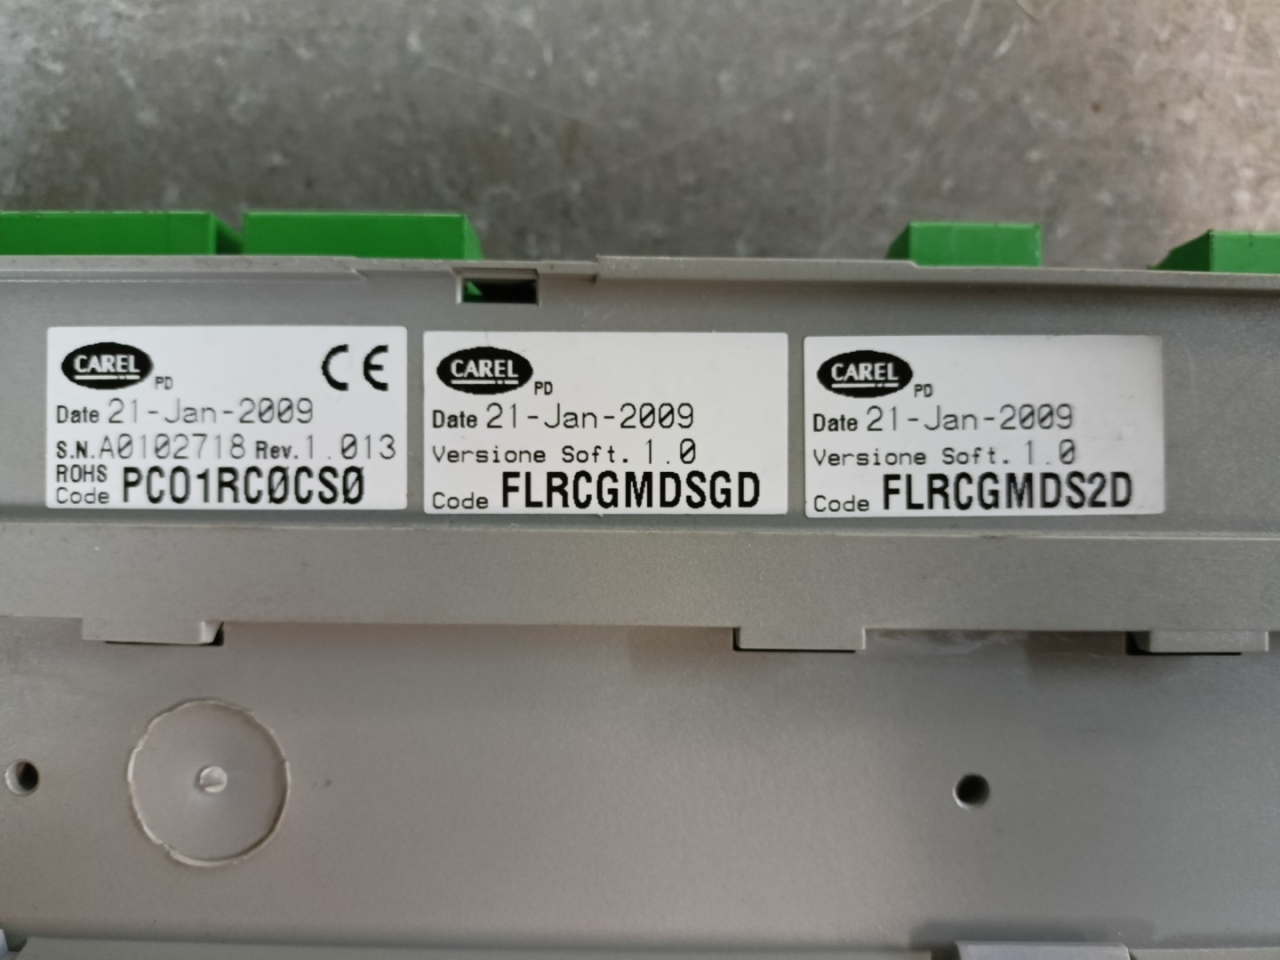 CAREL
PD
CE
Date 21-Jan-2009
S.N.A0102718 Rev.1.013
ROHS
Code PCO1RC0CS0
CAREL
PD
Date 21-Jan-2009
Versione Soft. 1.0
Code FLRCGMDSGD
CAREL
PD
Date 21-Jan-2009
Versione Soft. 1.0
Code FLRCGMDS2D